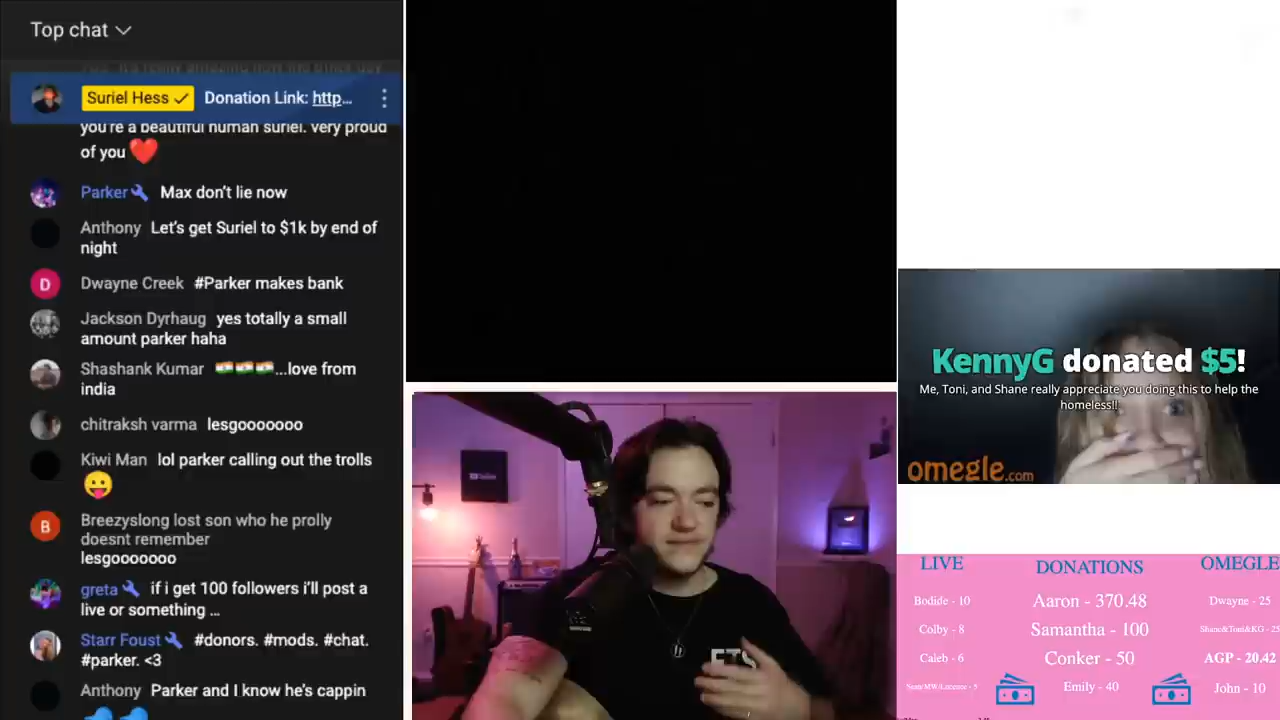 Top chat
Suriel Hess Donation Link: http...
you're a beautiful human suriel. very proud
of you ❤️
Parker Max don't lie now
Anthony Let's get Suriel to $1k by end of
night
D
Dwayne Creek #Parker makes bank
Jackson Dyrhaug yes totally a small
amount parker haha
Shashank Kumar 🇮🇳🇮🇳🇮🇳...love from
india
chitraksh varma lesgooooooo
Kiwi Man lol parker calling out the trolls
😛
B
Breezyslong lost son who he prolly
doesnt remember
lesgooooooo
greta if i get 100 followers i'll post a
live or something ...
Starr Foust #donors. #mods. #chat.
#parker. <3
Anthony Parker and I know he's cappin
KennyG donated $5!
Me, Toni, and Shane really appreciate you doing this to help the
homeless!!
omegle.com
LIVE
Bodide - 10
Colby - 8
Caleb - 6
DONATIONS
Aaron - 370.48
Samantha - 100
Conker - 50
Emily - 40
OMEGLE
Dwayne - 25
Shane&Toni&KG - 25
AGP - 20.42
John - 10